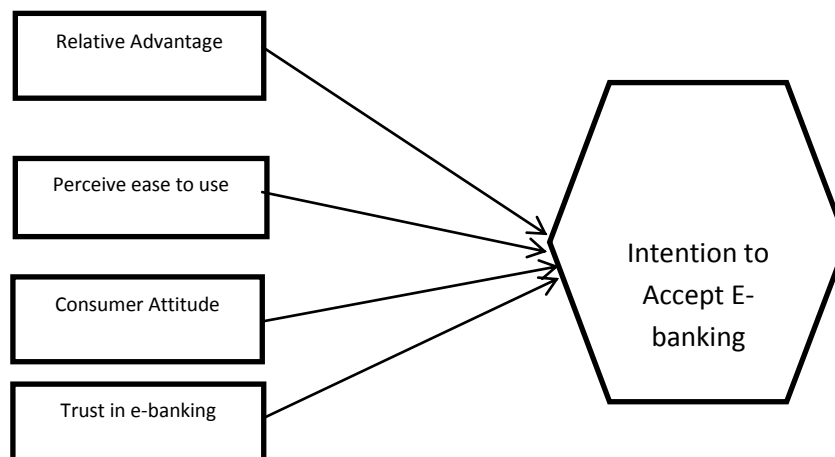 Relative Advantage
Perceive ease to use
Consumer Attitude
Trust in e-banking
Intention to
Accept E-
banking